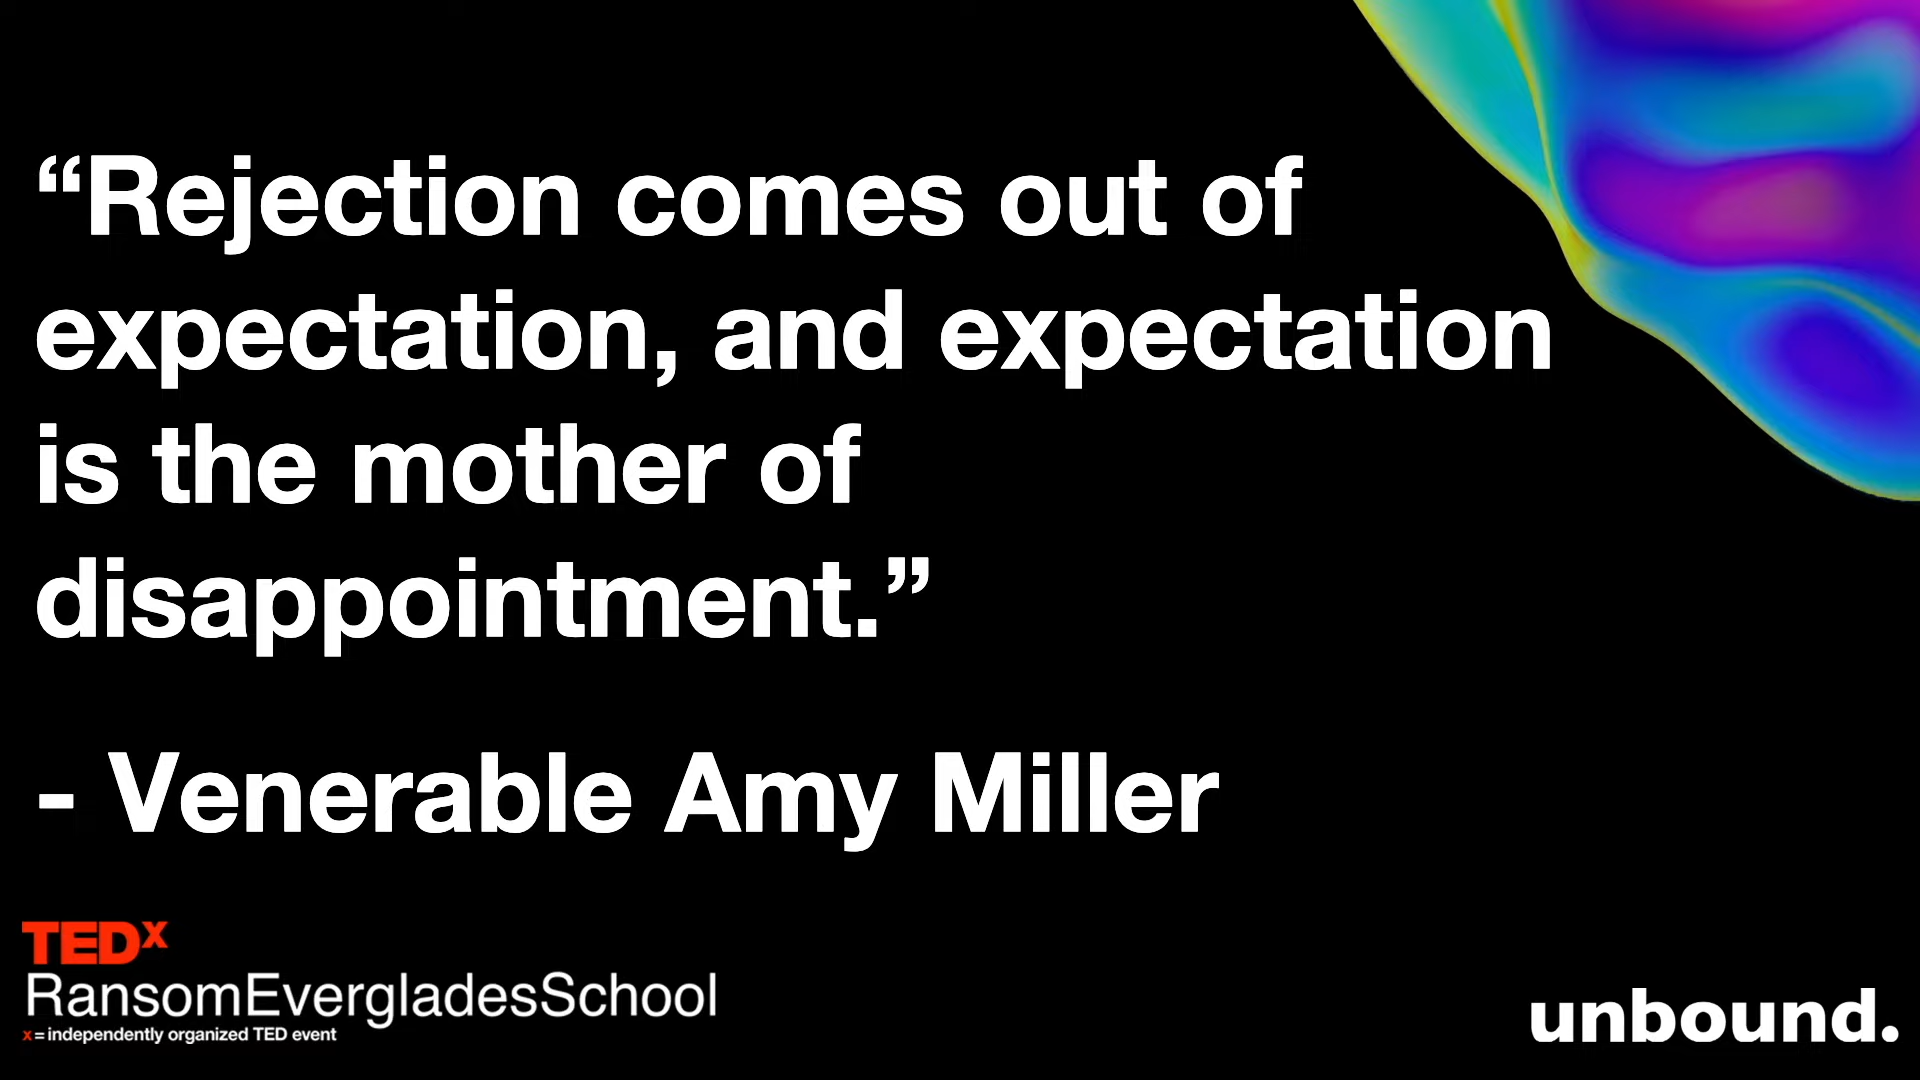 “Rejection comes out of
expectation, and expectation
is the mother of
disappointment.”
- Venerable Amy Miller
TEDx
RansomEvergladesSchool
x = independently organized TED event
unbound.